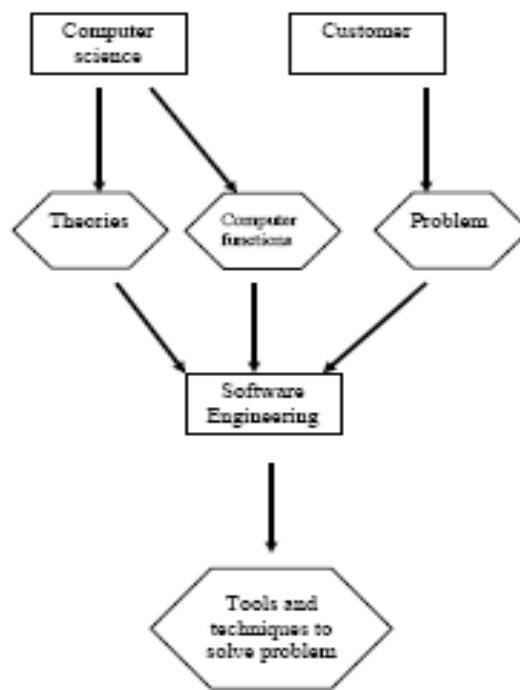 Computer
science
Customer
Theories
Computer
functions
Problem
Software
Engineering
Tools and
techniques to
solve problem